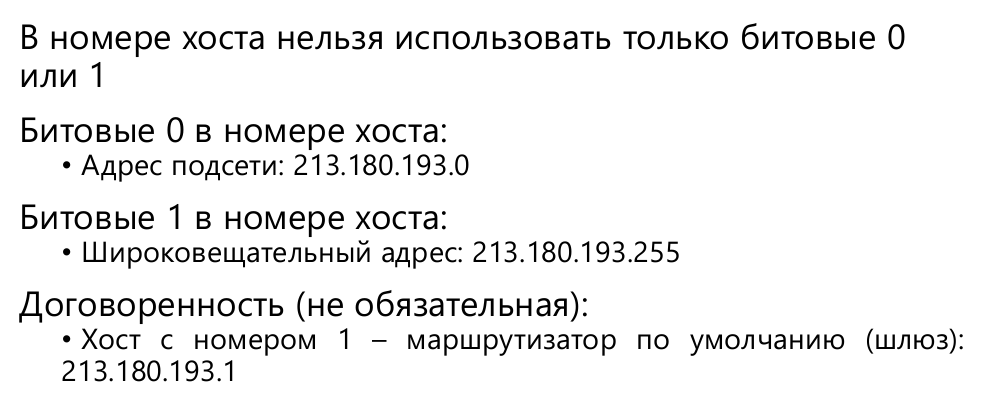 В номере хоста нельзя использовать только битовые 0
или 1
Битовые 0 в номере хоста:
• Адрес подсети: 213.180.193.0
Битовые 1 в номере хоста:
• Широковещательный адрес: 213.180.193.255
Договоренность (не обязательная):
• Хост с номером 1 – маршрутизатор по умолчанию (шлюз):
213.180.193.1